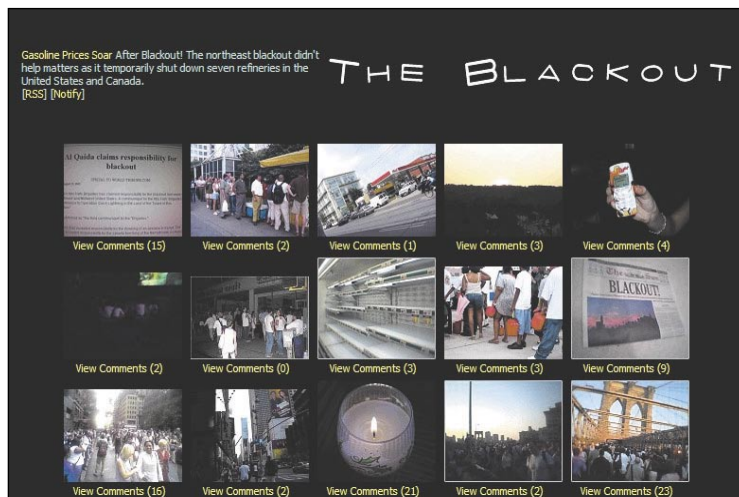 Gasoline Prices Soar After Blackout! The northeast blackout didn't
help matters as it temporarily shut down seven refineries in the
United States and Canada.
[RSS] [Notify]
THE BLACKOUT
Al Qaida claims responsibility for
blackout
View Comments (15)
View Comments (2)
View Comments (1)
View Comments (3)
View Comments (4)
BLACKOUT!
View Comments (2)
View Comments (0)
View Comments (3)
View Comments (3)
View Comments (9)
View Comments (16)
View Comments (2)
View Comments (21)
View Comments (2)
View Comments (23)